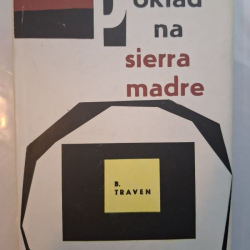 poklad
na
sierra
madre
B.
TRAVEN